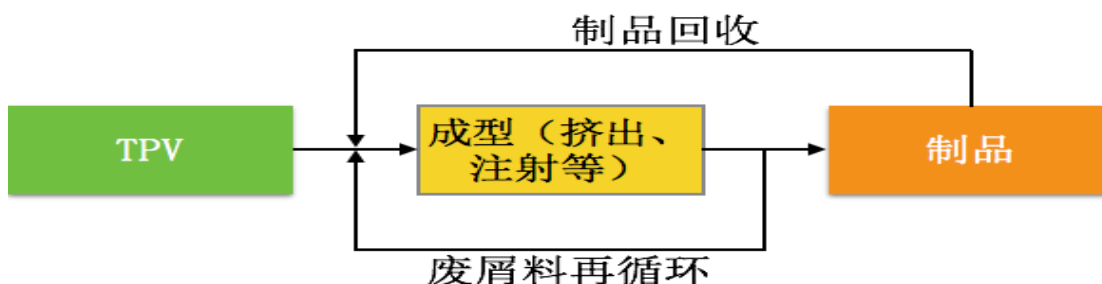 制品回收
TPV
成型（挤出、
注射等）
制品
废屑料再循环